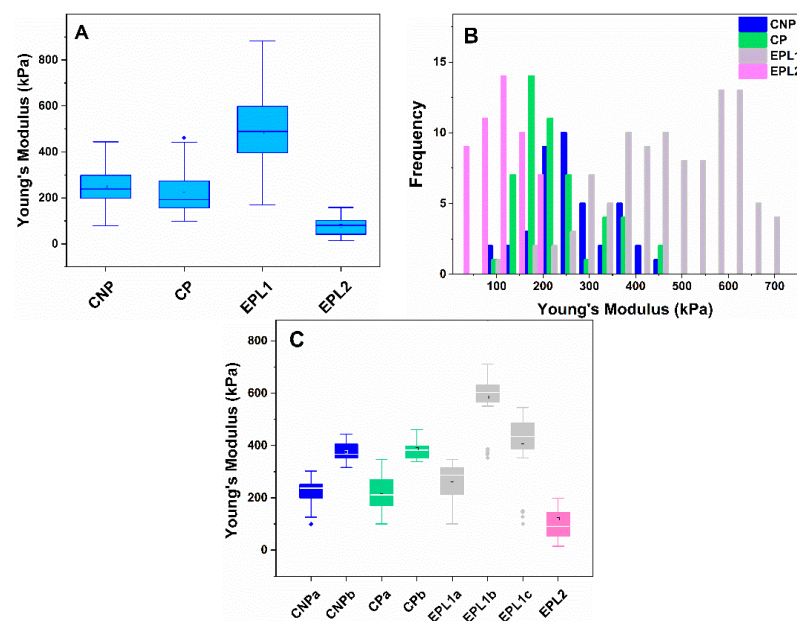 A
Young's Modulus (kPa)
800
600
400
200
0
CNP
CP
EPL1
EPL2
B
CNP
CP
EPL1
EPL2
Frequency
15
10
5
0
100
200
300
400
500
600
700
Young's Modulus (kPa)
C
Young's Modulus (kPa)
800
600
400
200
0
CNPa
CNPb
CPa
CPb
EPL1a
EPL1b
EPL1c
EPL2